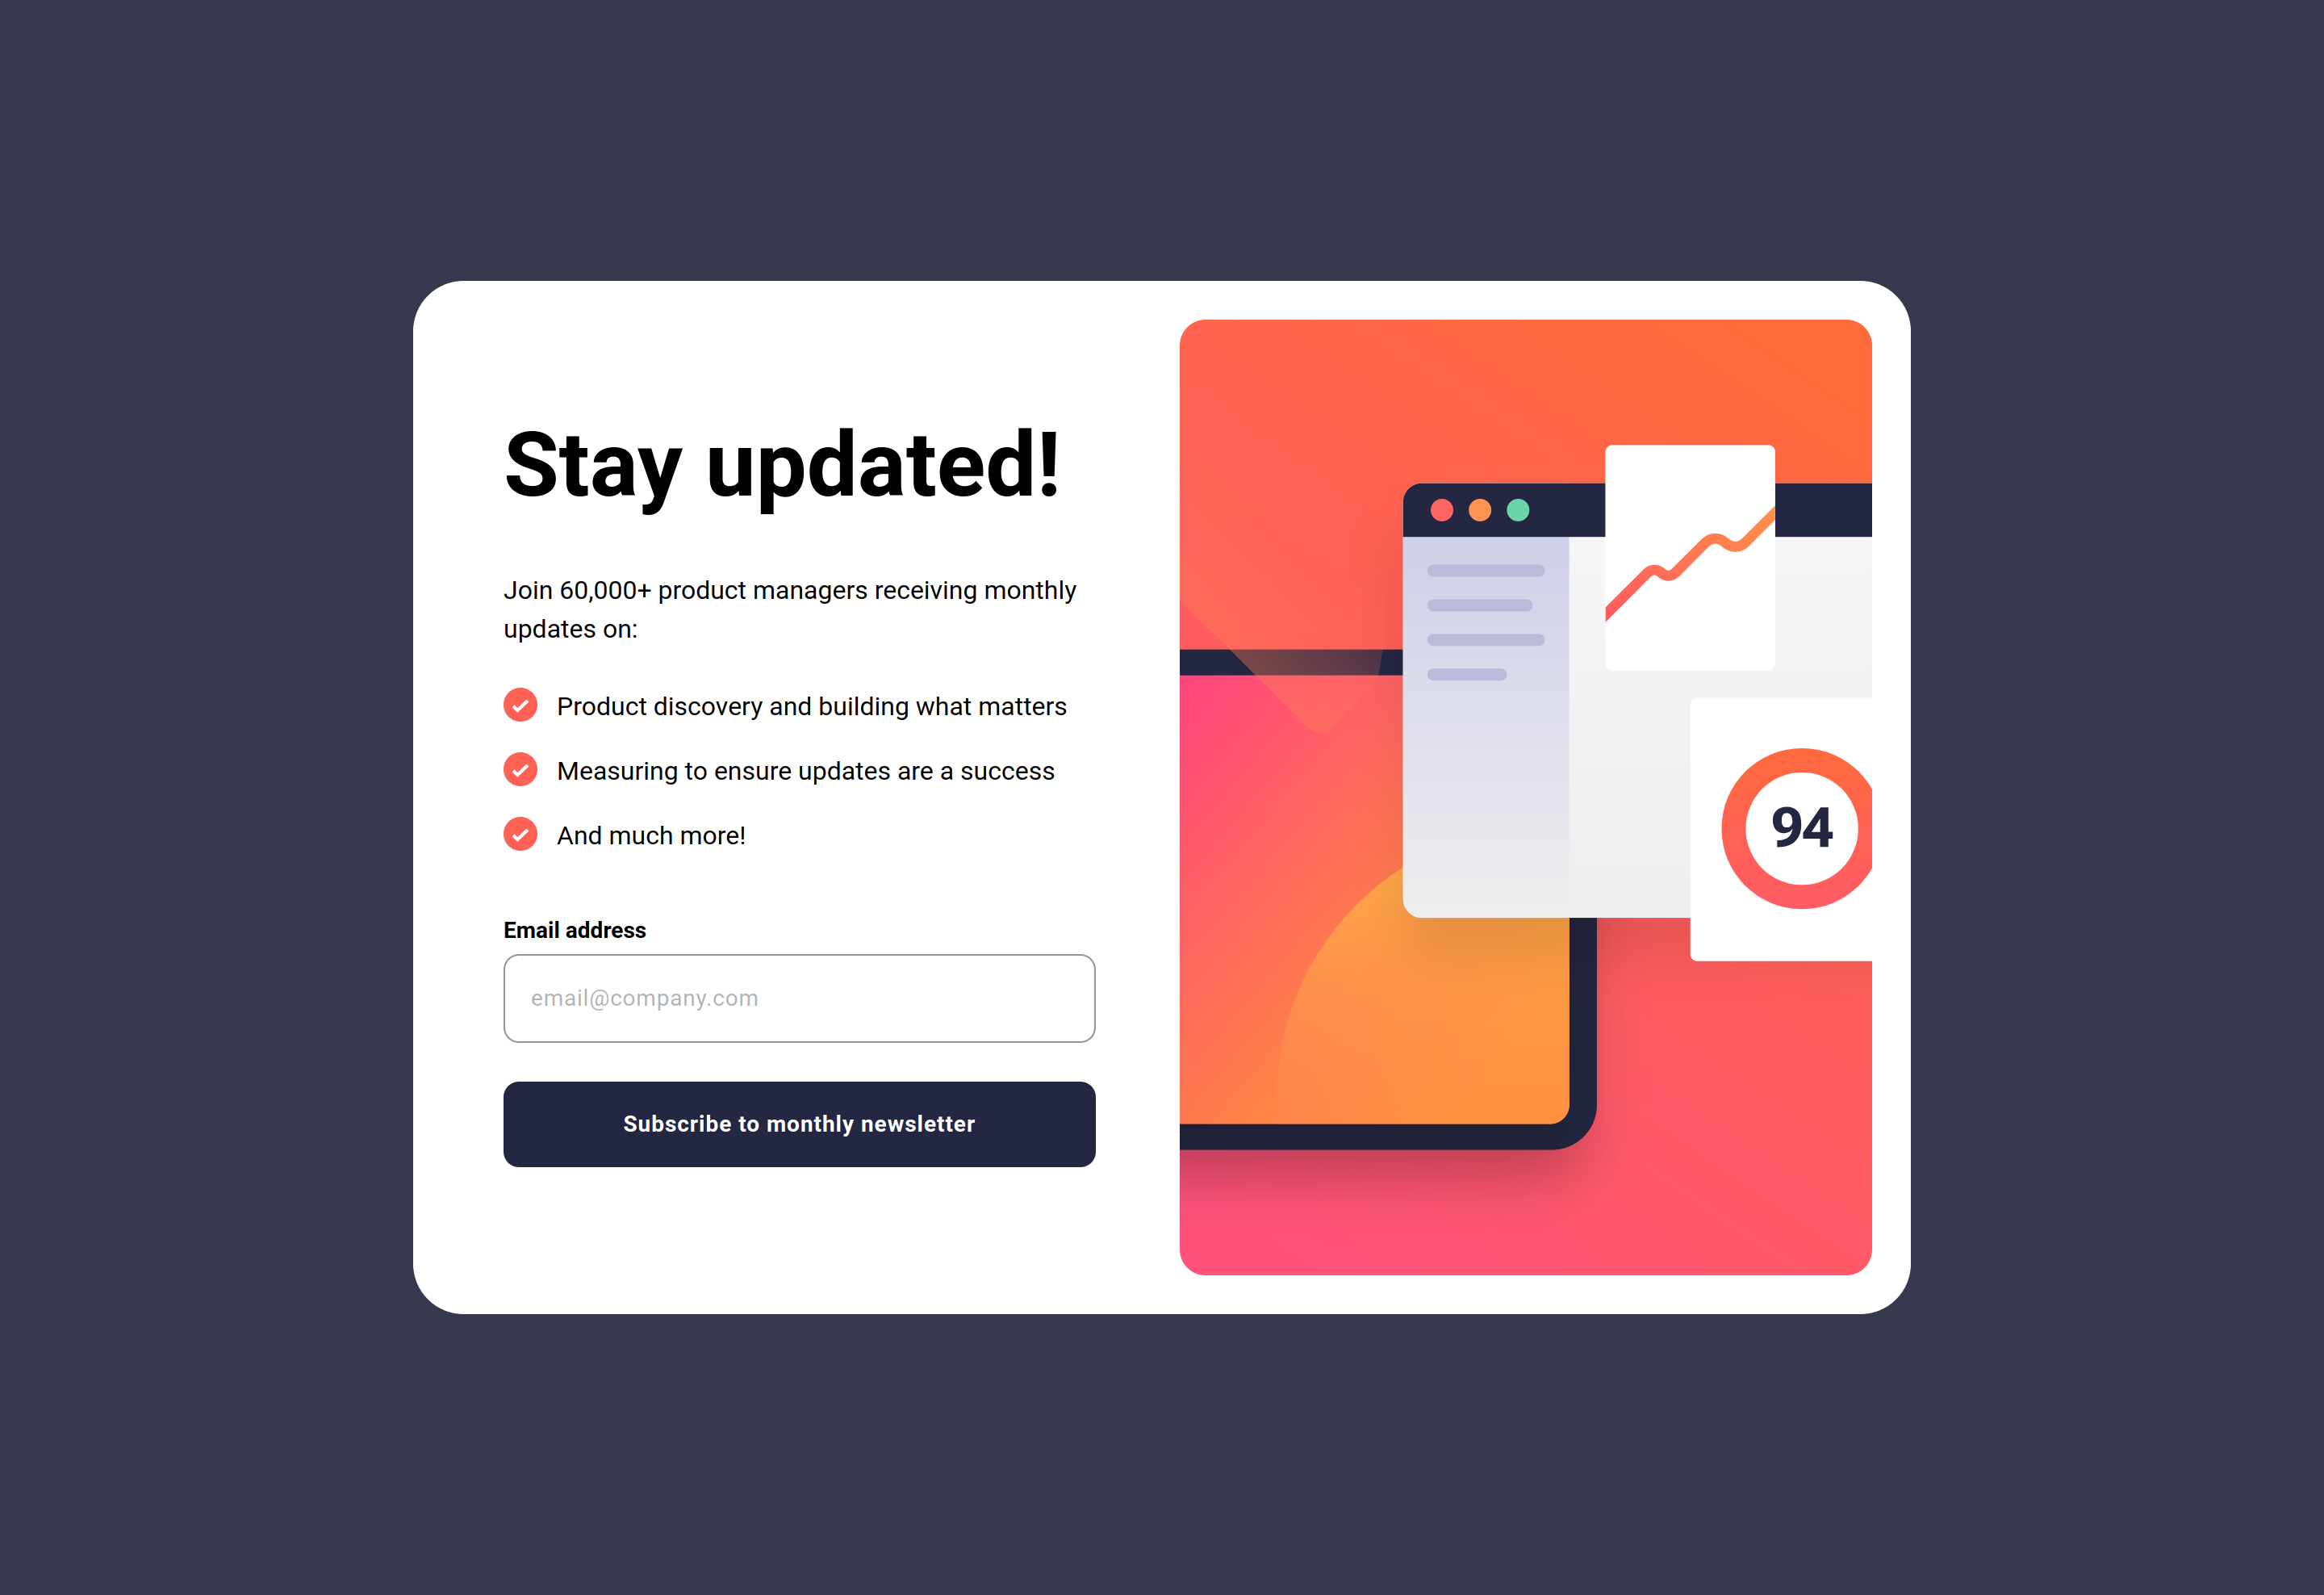 Stay updated!
Join 60,000+ product managers receiving monthly
updates on:
Product discovery and building what matters
Measuring to ensure updates are a success
And much more!
Email address
email@company.com
Subscribe to monthly newsletter
94